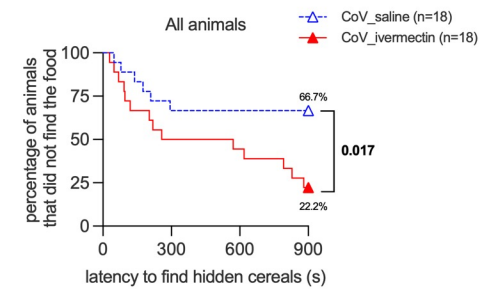 All animals
CoV_saline (n=18)
CoV_ivermectin (n=18)
percentage of animals
that did not find the food
100
75
50
25
0
66.7%
0.017
22.2%
0
300
600
900
latency to find hidden cereals (s)